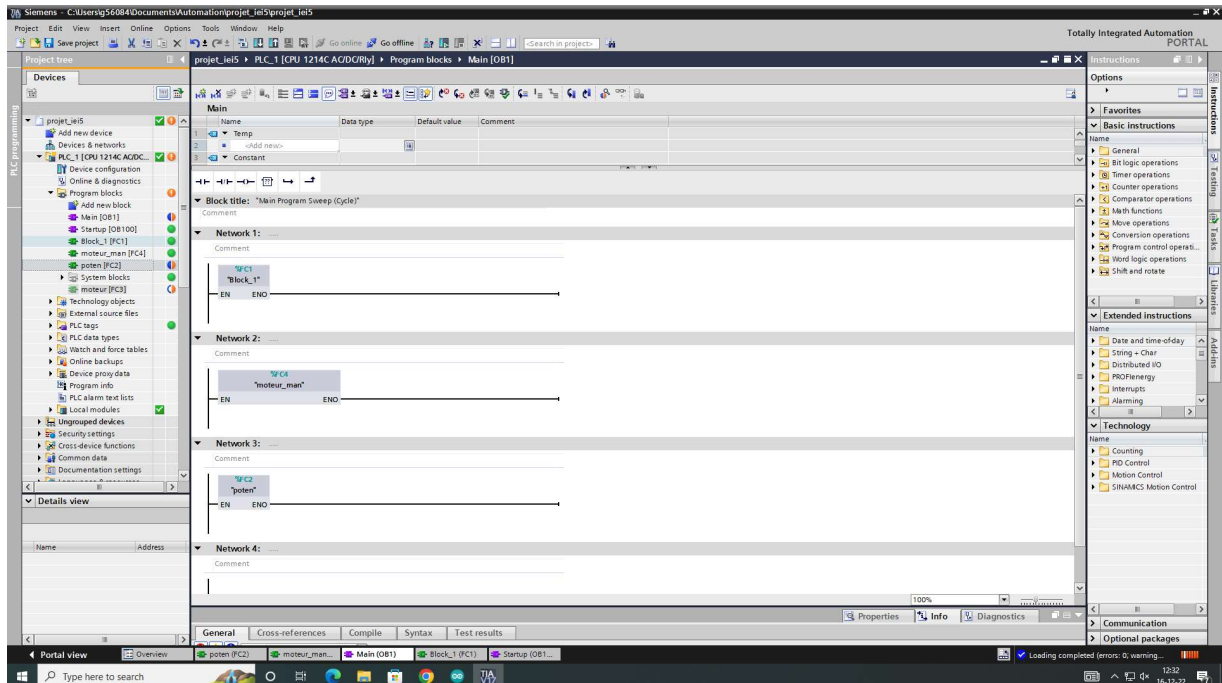 Siemens - C:\Users\g56084\Documents\Automation\projet_iei5\projet_iei5
Project Edit View Insert Online Options Tools Window Help
Totally Integrated Automation
PORTAL
Save project Go online Go offline <Search in project>
Project tree
projet_iei5 PLC_1 [CPU 1214C AC/DC/Rly] Program blocks Main [OB1]
Instructions
Devices
Options
PLC programming
Main
Name Data type Default value Comment
1 Temp
2 <Add new>
3 Constant
projet_iei5
Add new device
Devices & networks
PLC_1 [CPU 1214C AC/DC...
Device configuration
Online & diagnostics
Program blocks
Add new block
Main [OB1]
Startup [OB100]
Block_1 [FC1]
moteur_man [FC4]
poten [FC2]
System blocks
moteur [FC3]
Technology objects
External source files
PLC tags
PLC data types
Watch and force tables
Online backups
Device proxy data
Program info
PLC alarm text lists
Local modules
Ungrouped devices
Security settings
Cross-device functions
Common data
Documentation settings
Details view
Name Address
Block title: "Main Program Sweep (Cycle)"
Comment
Network 1: ....
Comment
%FC1
"Block_1"
EN ENO
Network 2: ....
Comment
%FC4
"moteur_man"
EN ENO
Network 3: ....
Comment
%FC2
"poten"
EN ENO
Network 4: ....
Comment
100%
Properties Info Diagnostics
General Cross-references Compile Syntax Test results
Favorites
Basic instructions
Name
General
Bit logic operations
Timer operations
Counter operations
Comparator operations
Math functions
Move operations
Conversion operations
Program control operati...
Word logic operations
Shift and rotate
Extended instructions
Name
Date and time-of-day
String + Char
Distributed I/O
PROFIenergy
Interrupts
Alarming
Technology
Name
Counting
PID Control
Motion Control
SINAMICS Motion Control
Communication
Optional packages
Instructions
Testing
Tasks
Libraries
Add-ins
Portal view Overview poten (FC2) moteur_man... Main (OB1) Block_1 (FC1) Startup (OB1... Loading completed (errors: 0; warning...
Type here to search
12:32
16-12-22